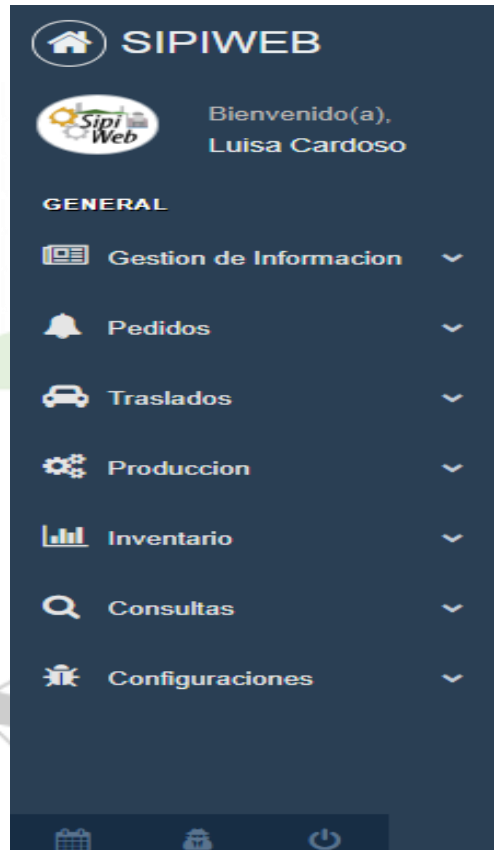 SIPIWEB
Sipi
Web
Bienvenido(a),
Luisa Cardoso
GENERAL
Gestion de Informacion
Pedidos
Traslados
Produccion
Inventario
Consultas
Configuraciones